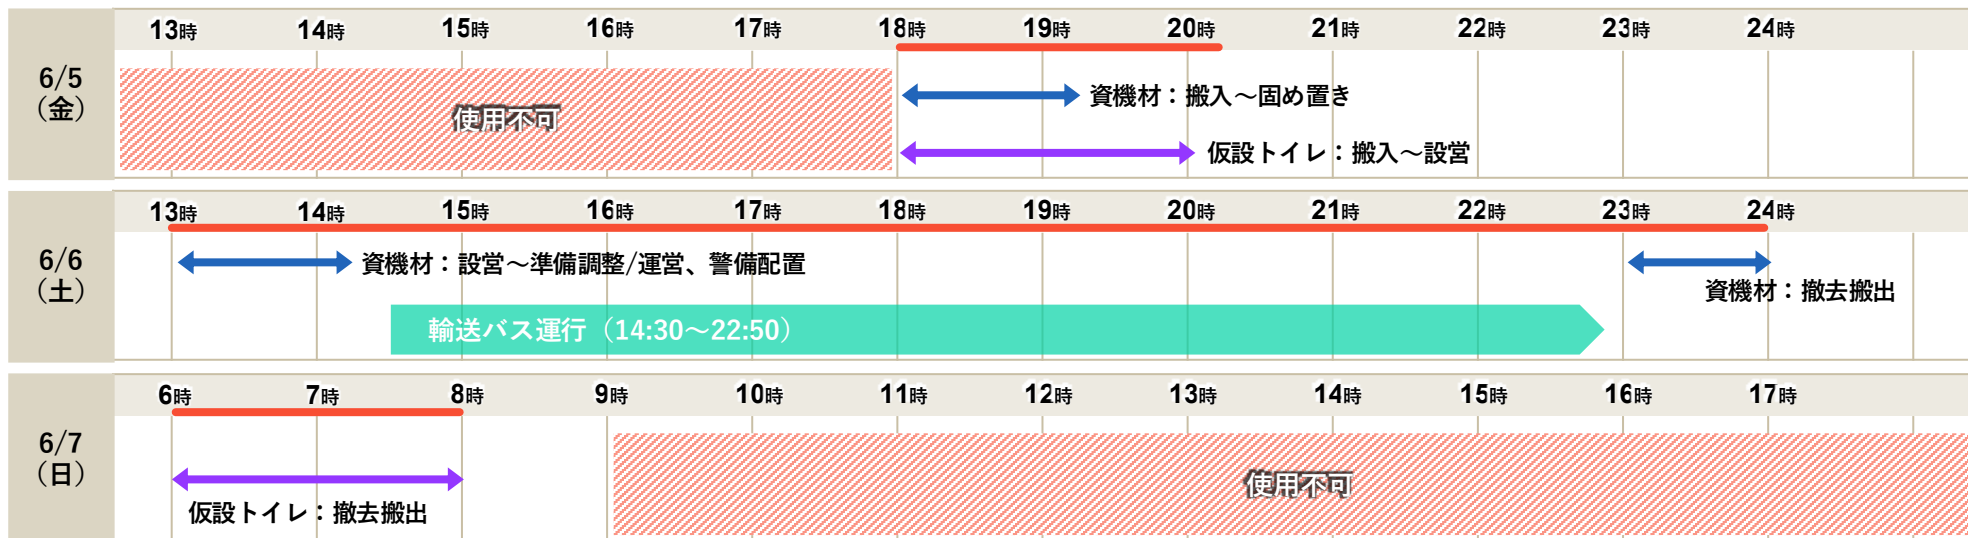 13時 14時 15時 16時 17時 18時 19時 20時 21時 22時 23時 24時
6/5
（金）
使用不可
資機材：搬入～固め置き
仮設トイレ：搬入～設営
13時 14時 15時 16時 17時 18時 19時 20時 21時 22時 23時 24時
6/6
（土）
資機材：設営～準備調整/運営、警備配置
資機材：撤去搬出
輸送バス運行（14:30～22:50）
6時 7時 8時 9時 10時 11時 12時 13時 14時 15時 16時 17時
6/7
（日）
使用不可
仮設トイレ：撤去搬出